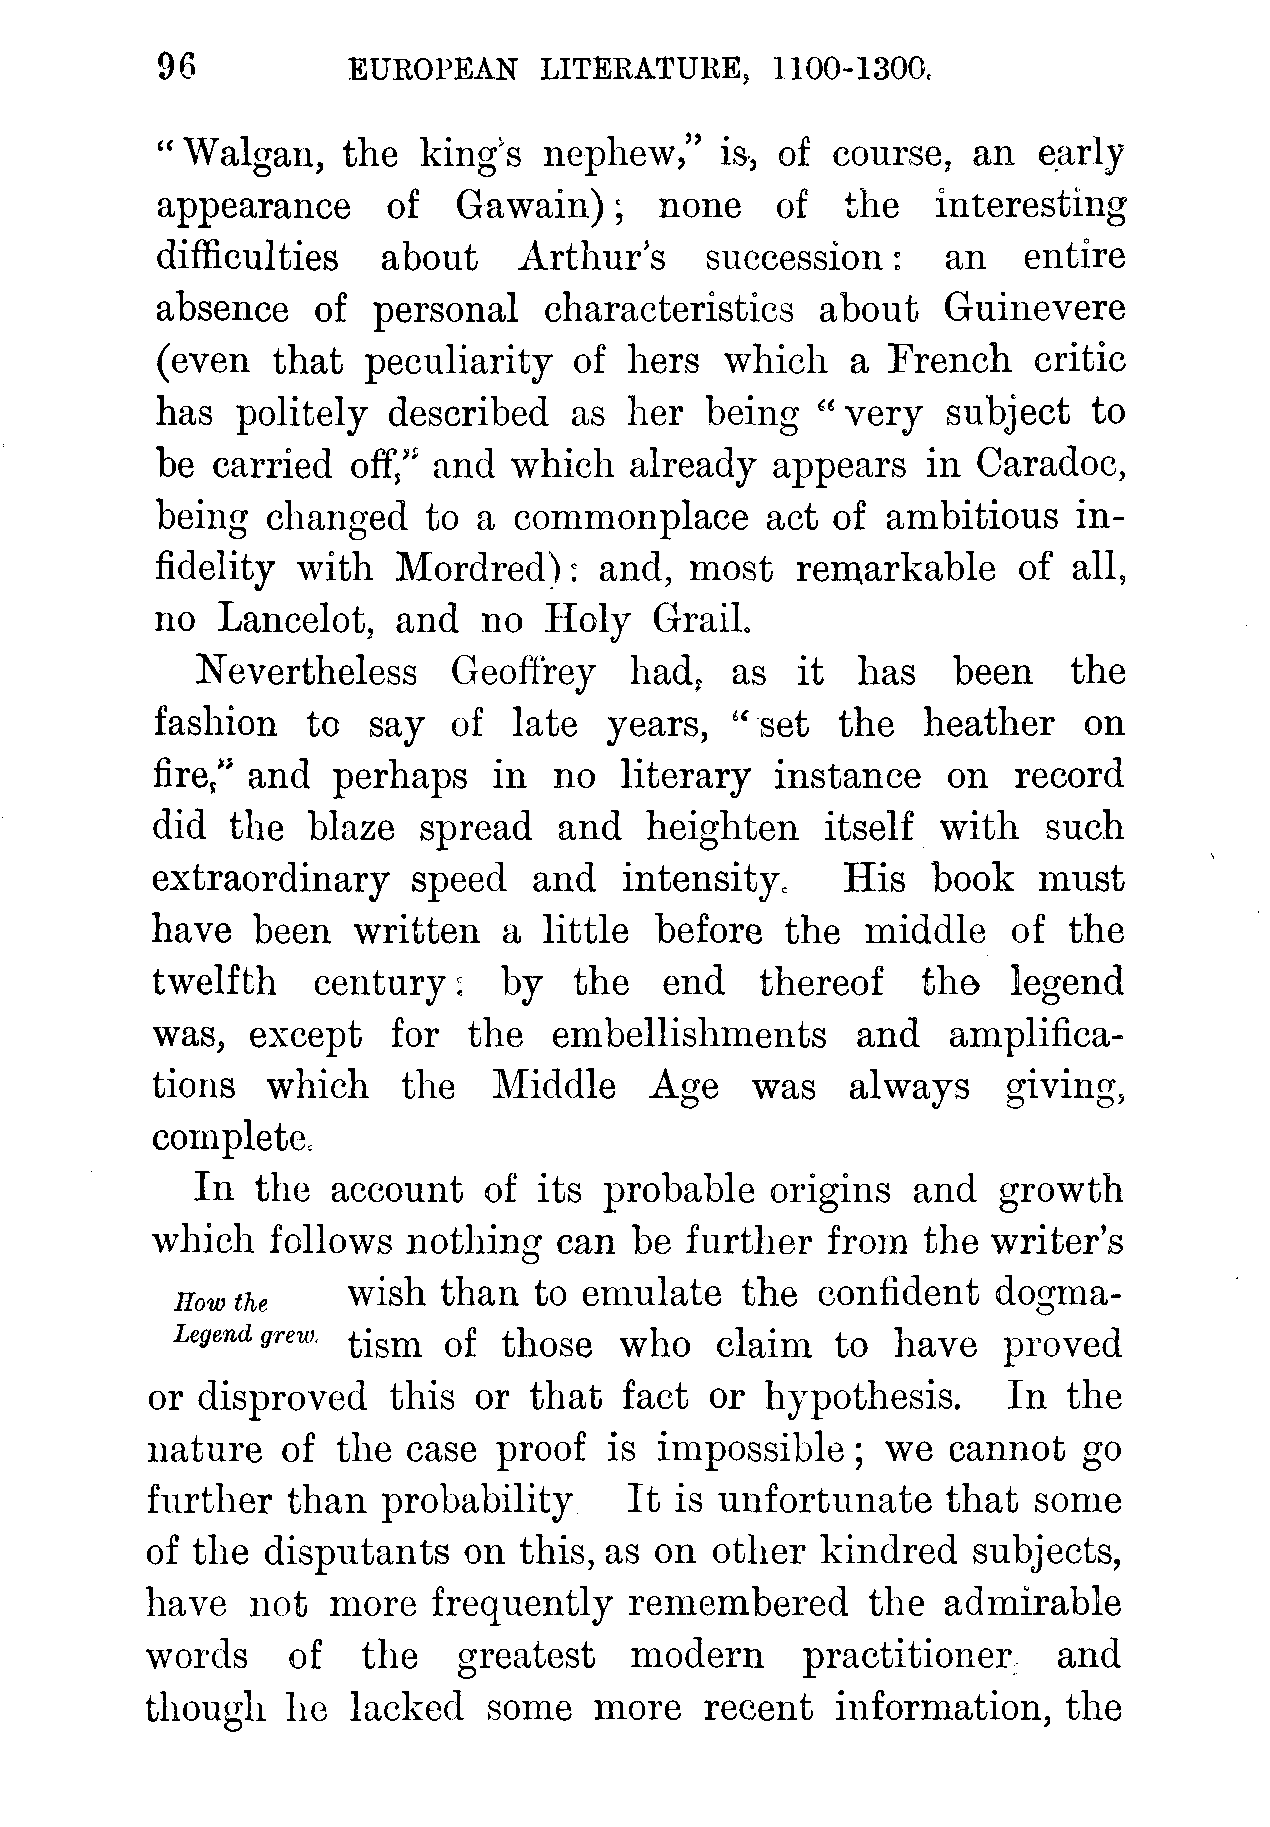 96 EUROPEAN LITERATURE, 1100-1300.
“ Walgan, the king's nephew,” is, of course, an early
appearance of Gawain) ; none of the interesting
difficulties about Arthur's succession : an entire
absence of personal characteristics about Guinevere
(even that peculiarity of hers which a French critic
has politely described as her being “ very subject to
be carried off,” and which already appears in Caradoc,
being changed to a commonplace act of ambitious in-
fidelity with Mordred) : and, most remarkable of all,
no Lancelot, and no Holy Grail.
Nevertheless Geoffrey had, as it has been the
fashion to say of late years, “ set the heather on
fire,” and perhaps in no literary instance on record
did the blaze spread and heighten itself with such
extraordinary speed and intensity. His book must
have been written a little before the middle of the
twelfth century : by the end thereof the legend
was, except for the embellishments and amplifica-
tions which the Middle Age was always giving,
complete.
In the account of its probable origins and growth
which follows nothing can be further from the writer's
How the
Legend grew.
wish than to emulate the confident dogma-
tism of those who claim to have proved
or disproved this or that fact or hypothesis. In the
nature of the case proof is impossible ; we cannot go
further than probability It is unfortunate that some
of the disputants on this, as on other kindred subjects,
have not more frequently remembered the admirable
words of the greatest modern practitioner and
though he lacked some more recent information, the